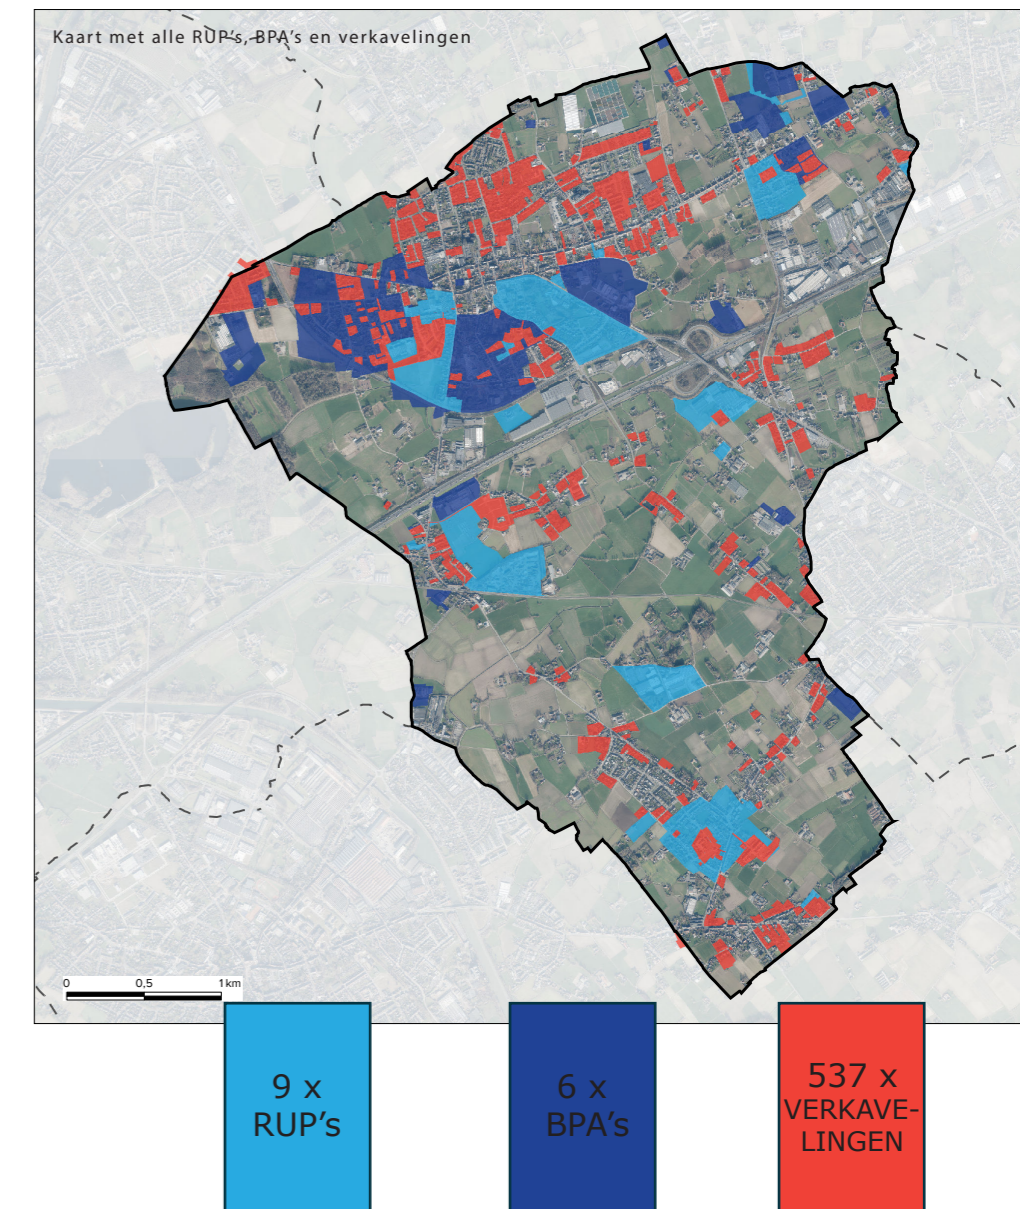 Kaart met alle RUP's, BPA's en verkavelingen
0 0,5 1 km
9 x
RUP’s
6 x
BPA’s
537 x
VERKAVE-
LINGEN